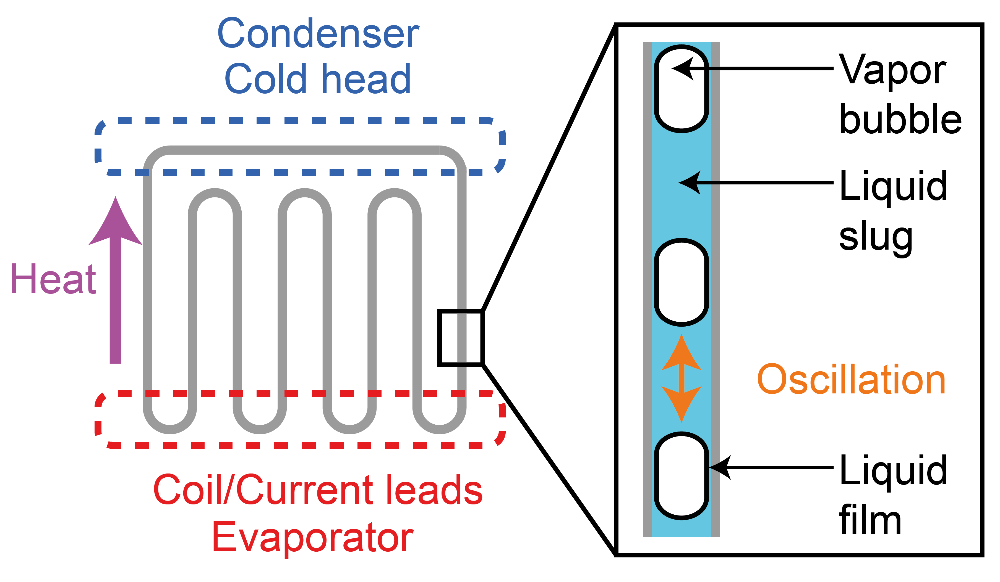 Condenser
Cold head
Heat
Coil/Current leads
Evaporator
Vapor
bubble
Liquid
slug
Oscillation
Liquid
film